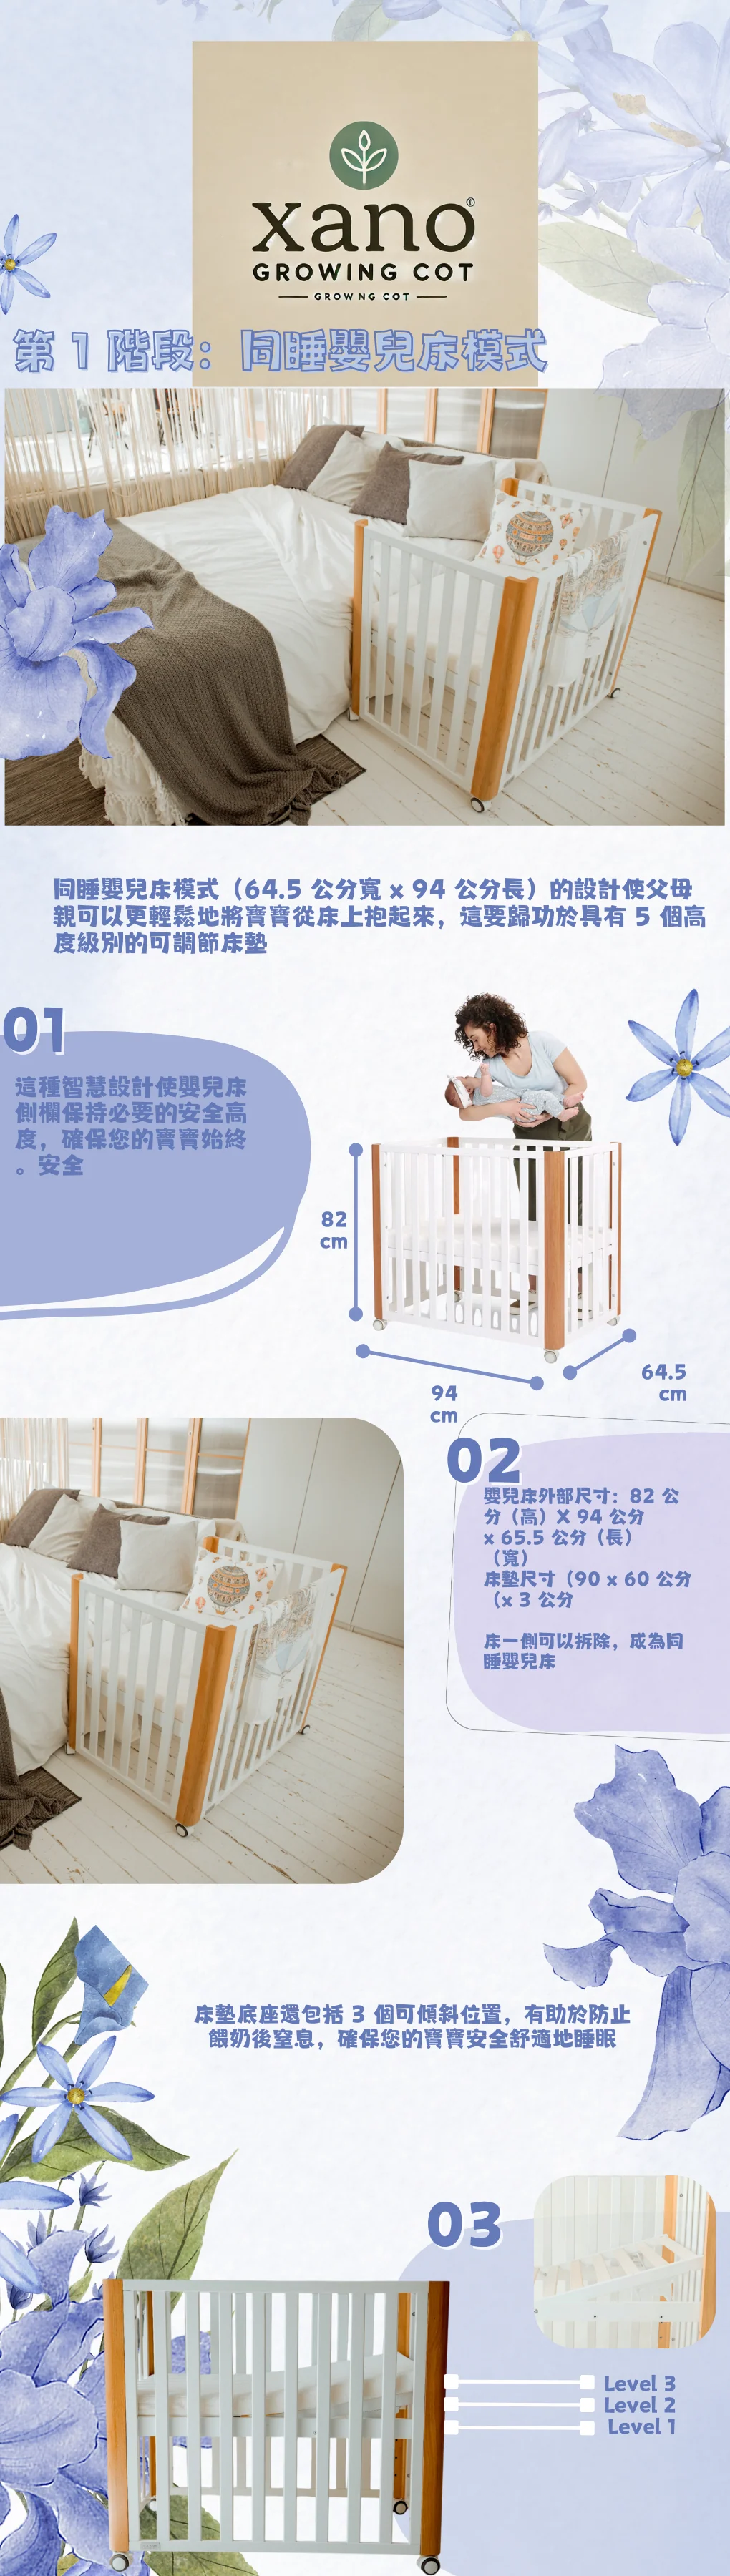 xano®
GROWING COT
GROWNG COT
第 1 階段：同睡嬰兒床模式
同睡嬰兒床模式（64.5 公分寬 x 94 公分長）的設計使父母
親可以更輕鬆地將寶寶從床上抱起來，這要歸功於具有 5 個高
度級別的可調節床墊
01
這種智慧設計使嬰兒床
側欄保持必要的安全高
度，確保您的寶寶始終
。安全
82
cm
94
cm
64.5
cm
02
嬰兒床外部尺寸：82 公
分（高）X 94 公分
x 65.5 公分（長）
（寬）
床墊尺寸（90 x 60 公分
（x 3 公分
床一側可以拆除，成為同
睡嬰兒床
床墊底座還包括 3 個可傾斜位置，有助於防止
餵奶後窒息，確保您的寶寶安全舒適地睡眠
03
Level 3
Level 2
Level 1